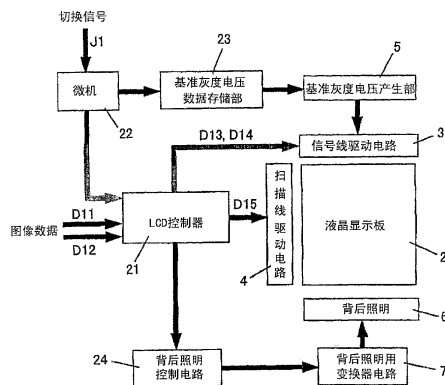 切换信号
J1
23
5
微机
基准灰度电压
数据存储部
基准灰度电压产生部
22
D13, D14
信号线驱动电路
3
D11
图像数据
D12
LCD控制器
21
D15
扫描线驱动电路
4
液晶显示板
2
背后照明
6
24
背后照明
控制电路
背后照明用
变换器电路
7